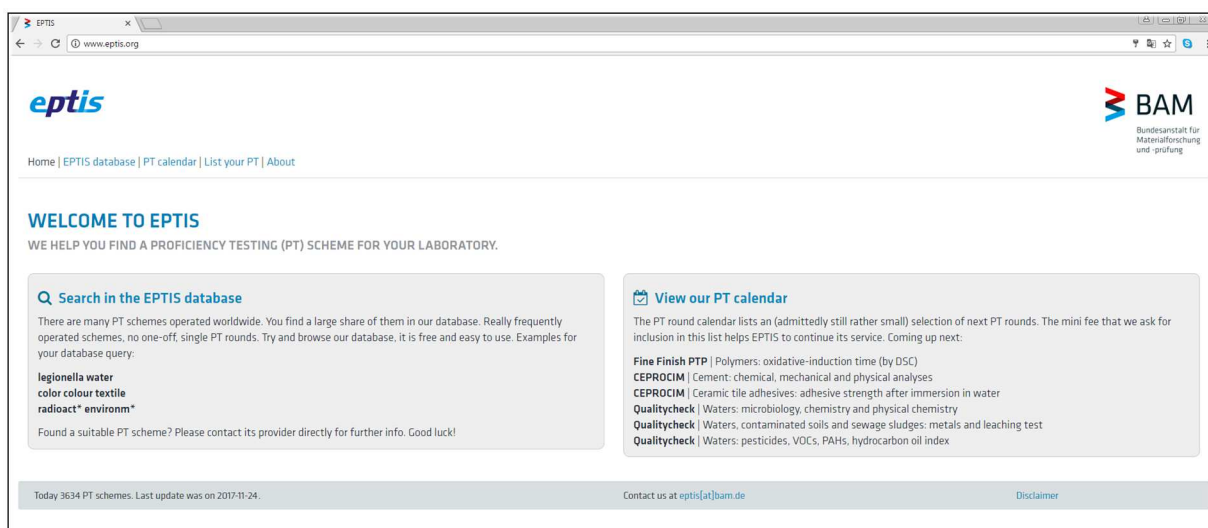 EPTIS
www.eptis.org
eptis
BAM
Bundesanstalt für
Materialforschung
und -prüfung
Home | EPTIS database | PT calendar | List your PT | About
WELCOME TO EPTIS
WE HELP YOU FIND A PROFICIENCY TESTING (PT) SCHEME FOR YOUR LABORATORY.
Search in the EPTIS database
There are many PT schemes operated worldwide. You find a large share of them in our database. Really frequently
operated schemes, no one-off, single PT rounds. Try and browse our database, it is free and easy to use. Examples for
your database query:
legionella water
color colour textile
radioact* environm*
Found a suitable PT scheme? Please contact its provider directly for further info. Good luck!
View our PT calendar
The PT round calendar lists an (admittedly still rather small) selection of next PT rounds. The mini fee that we ask for
inclusion in this list helps EPTIS to continue its service. Coming up next:
Fine Finish PTP | Polymers: oxidative-induction time (by DSC)
CEPROCIM | Cement: chemical, mechanical and physical analyses
CEPROCIM | Ceramic tile adhesives: adhesive strength after immersion in water
Qualitycheck | Waters: microbiology, chemistry and physical chemistry
Qualitycheck | Waters, contaminated soils and sewage sludges: metals and leaching test
Qualitycheck | Waters: pesticides, VOCs, PAHs, hydrocarbon oil index
Today 3634 PT schemes. Last update was on 2017-11-24.
Contact us at eptis[at]bam.de
Disclaimer